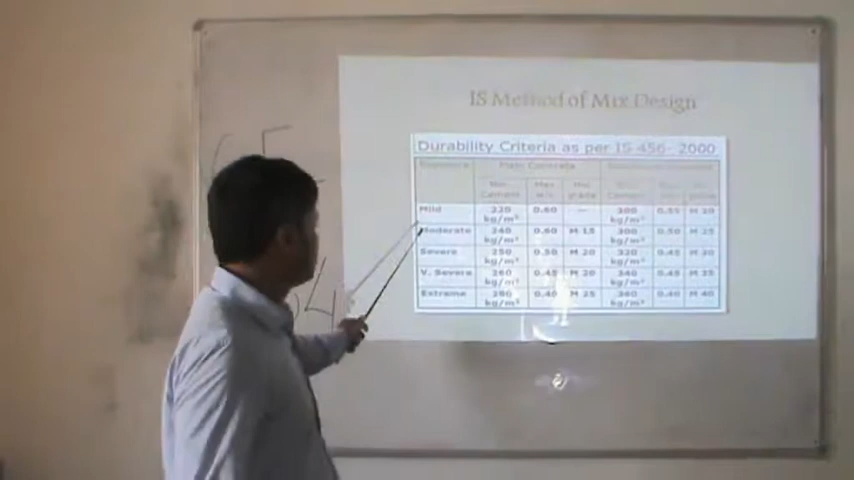 IS Method of Mix Design
Durability Criteria as per IS 456- 2000
Exposure Plain Concrete
Min. Cement Max w/c Min. grade
Mild 220 kg/m³ 0.60 -- 300 kg/m³ 0.55 M 20
Moderate 240 kg/m³ 0.60 M 15 300 kg/m³ 0.50 M 25
Severe 250 kg/m³ 0.50 M 20 320 kg/m³ 0.45 M 30
V. Severe 260 kg/m³ 0.45 M 20 340 kg/m³ 0.45 M 35
Extreme 280 kg/m³ 0.40 M 25 360 kg/m³ 0.40 M 40